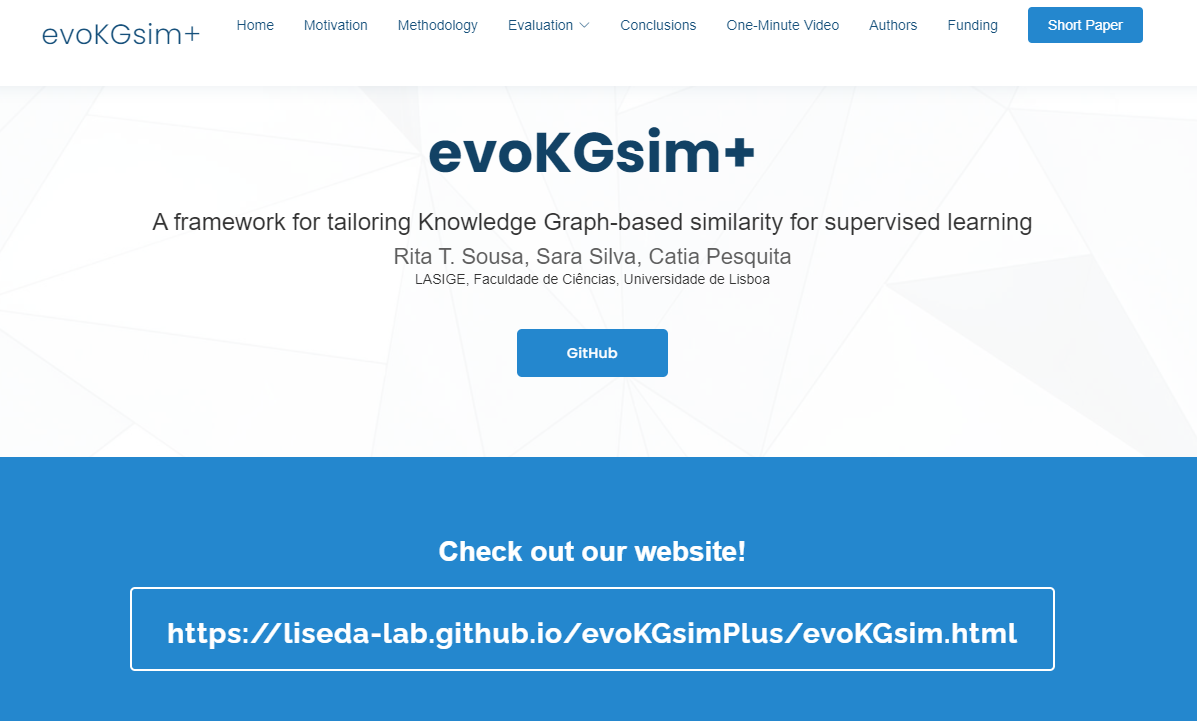 evoKGsim+
Home Motivation Methodology Evaluation Conclusions One-Minute Video Authors Funding Short Paper
evoKGsim+
A framework for tailoring Knowledge Graph-based similarity for supervised learning
Rita T. Sousa, Sara Silva, Catia Pesquita
LASIGE, Faculdade de Ciências, Universidade de Lisboa
GitHub
Check out our website!
https://liseda-lab.github.io/evoKGsimPlus/evoKGsim.html